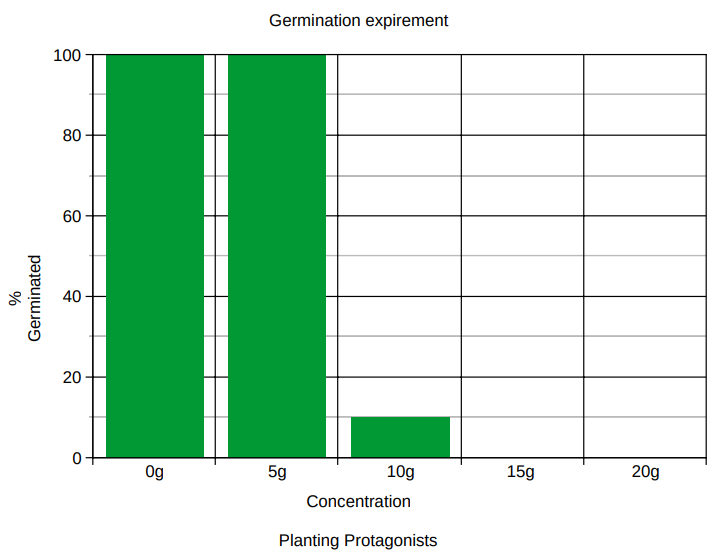 Germination expirement
100
80
60
40
20
0
%
Germinated
0g 5g 10g 15g 20g
Concentration
Planting Protagonists